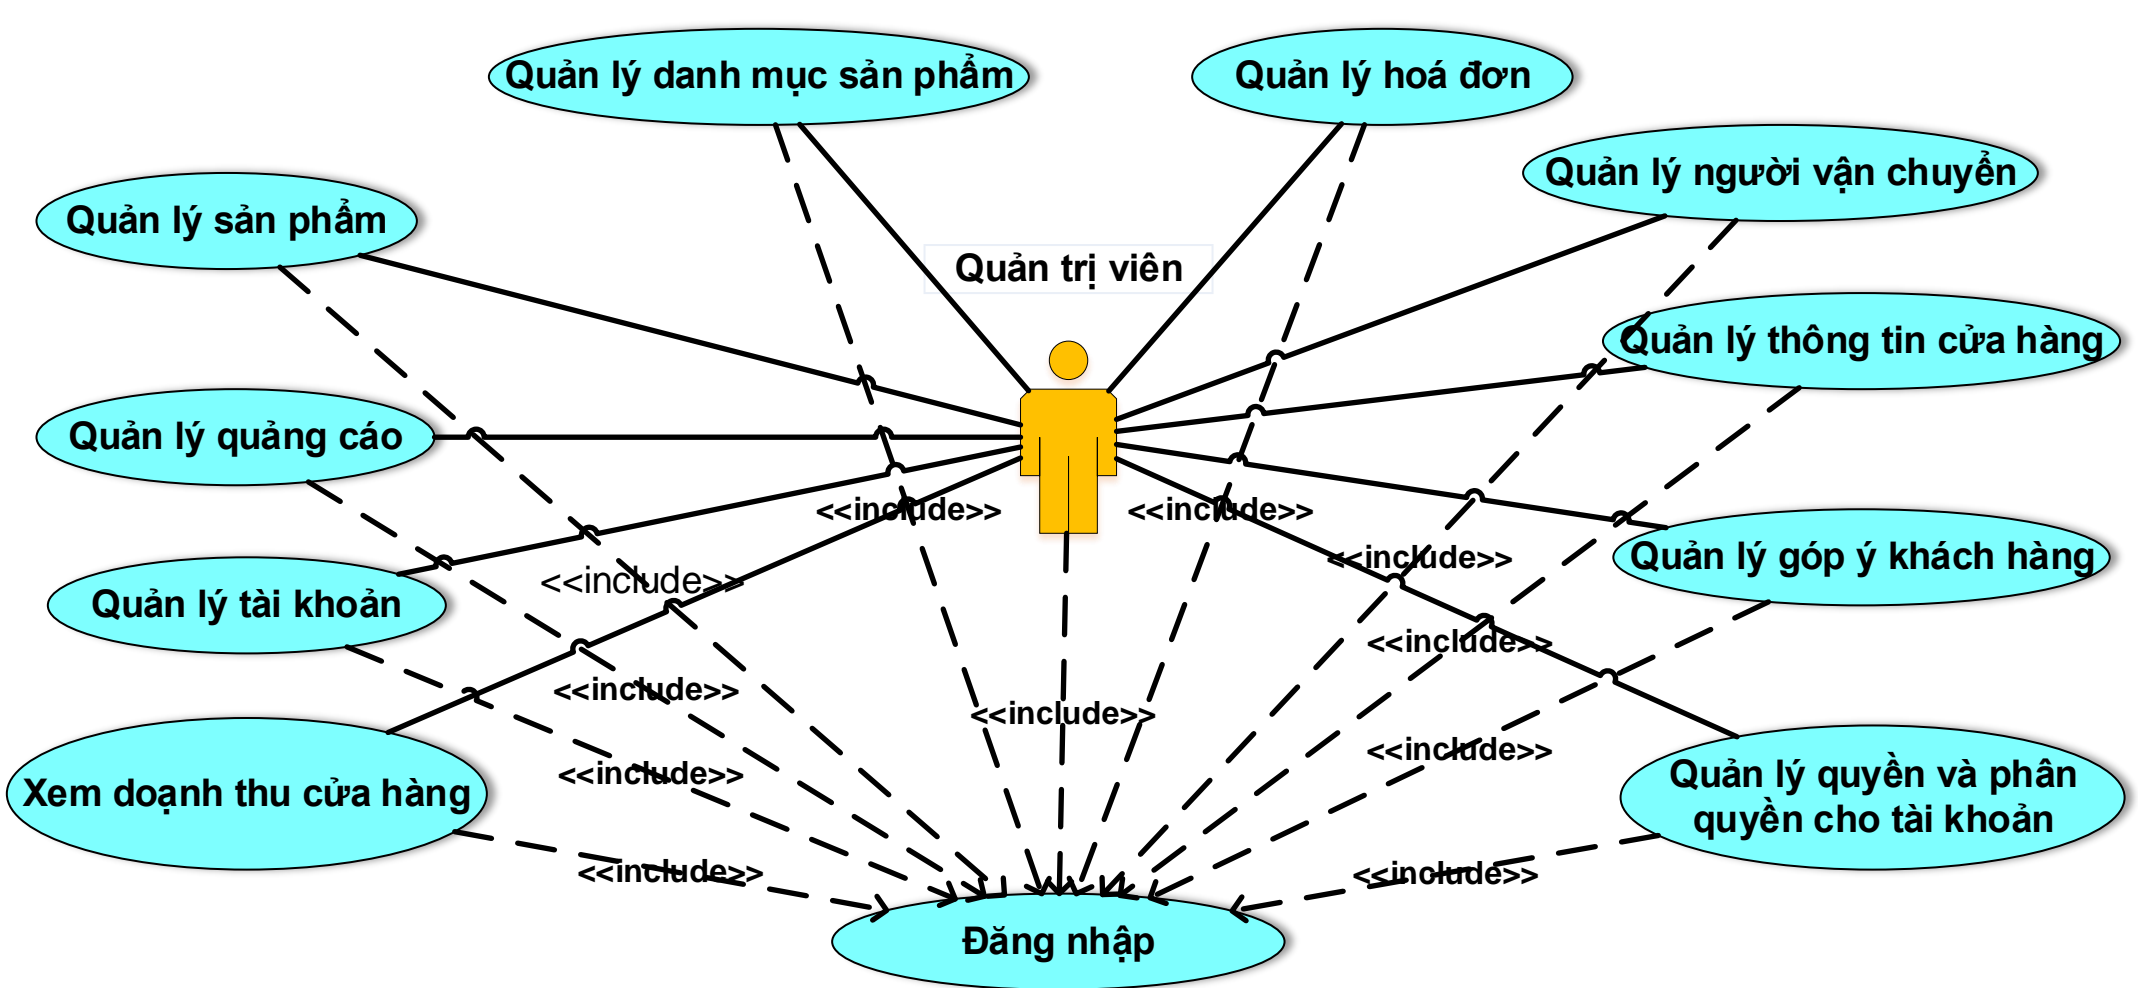 Quản lý danh mục sản phẩm
Quản lý hoá đơn
Quản lý người vận chuyển
Quản lý sản phẩm
Quản trị viên
Quản lý thông tin cửa hàng
Quản lý quảng cáo
<<include>>
<<include>>
<<include>>
Quản lý góp ý khách hàng
<<include>>
Quản lý tài khoản
<<include>>
<<include>>
<<include>>
<<include>>
<<include>>
Xem doạnh thu cửa hàng
Quản lý quyền và phân
quyền cho tài khoản
<<include>>
<<include>>
Đăng nhập